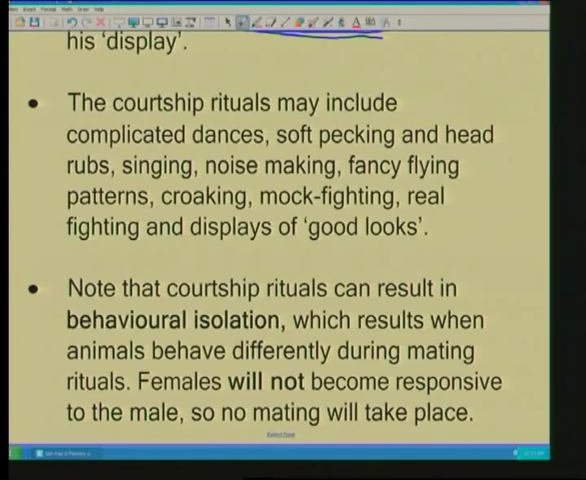 his ‘display’.
• The courtship rituals may include
complicated dances, soft pecking and head
rubs, singing, noise making, fancy flying
patterns, croaking, mock-fighting, real
fighting and displays of ‘good looks’.
• Note that courtship rituals can result in
behavioural isolation, which results when
animals behave differently during mating
rituals. Females will not become responsive
to the male, so no mating will take place.